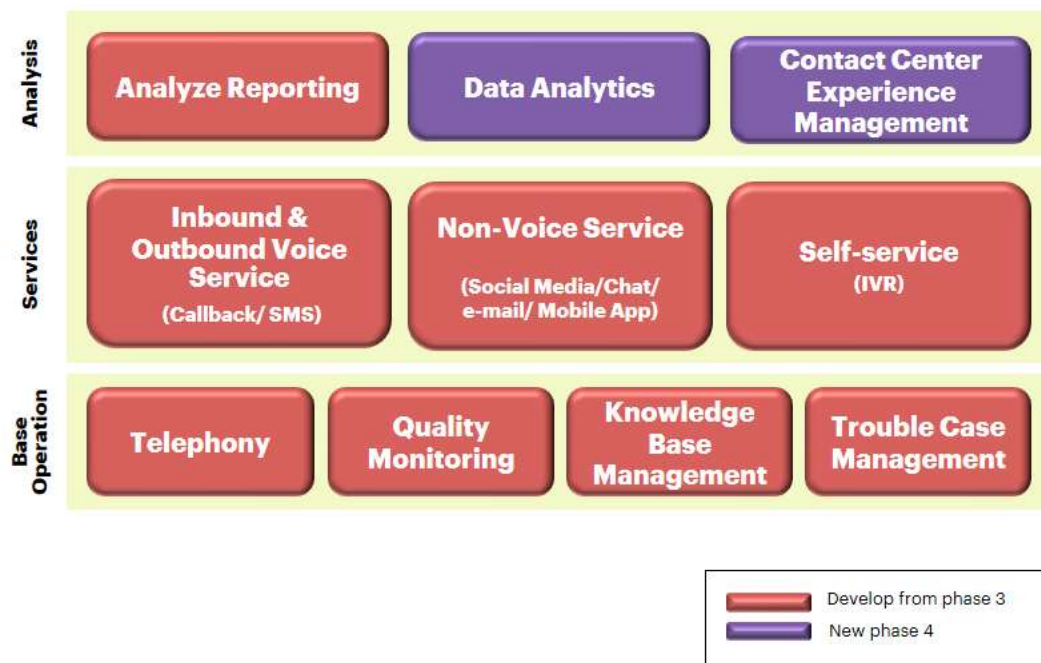 Analysis
Analyze Reporting
Data Analytics
Contact Center
Experience
Management
Services
Inbound &
Outbound Voice
Service
(Callback/ SMS)
Non-Voice Service
(Social Media/Chat/
e-mail/ Mobile App)
Self-service
(IVR)
Base
Operation
Telephony
Quality
Monitoring
Knowledge
Base
Management
Trouble Case
Management
Develop from phase 3
New phase 4